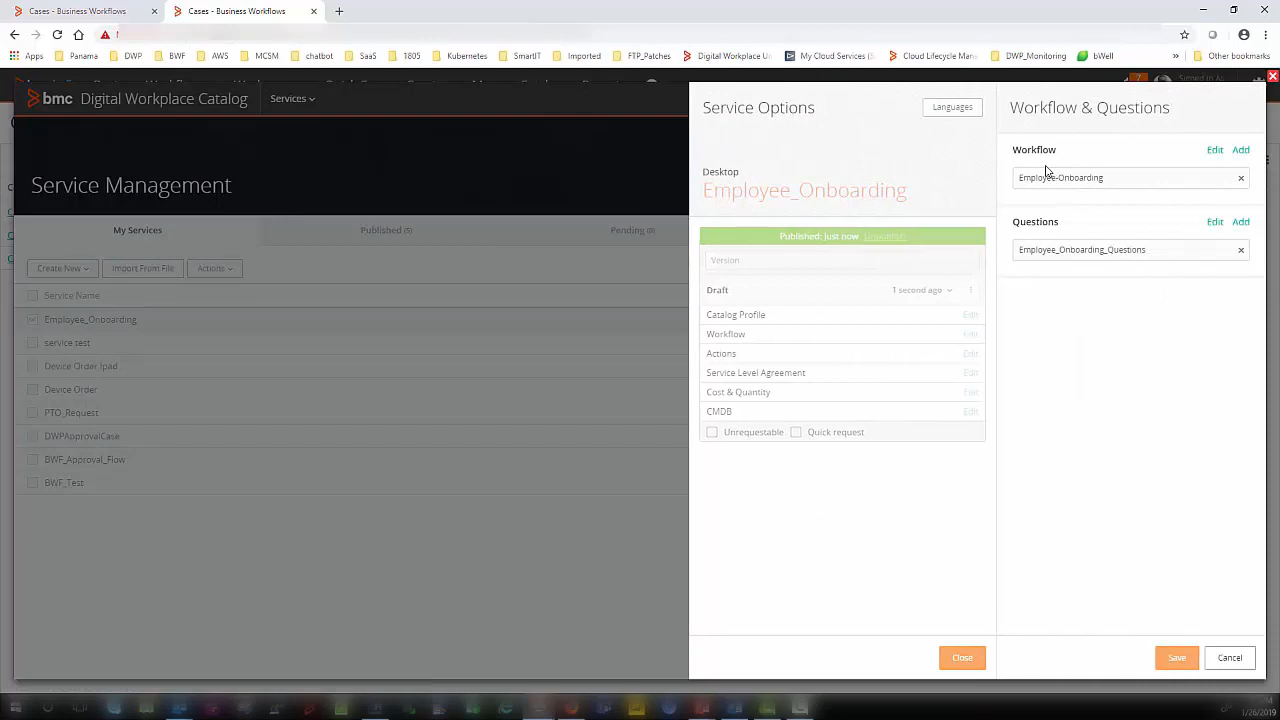 Cases - Business Workflows
Cases - Business Workflows
Apps
Panama
DWP
BWF
AWS
MCSM
chatbot
SaaS
1805
Kubernetes
SmartIT
Imported
FTP_Patches
Digital Workplace Us
My Cloud Services (
Cloud Lifecycle Man
DWP_Monitoring
bWell
Other bookmarks
bmc Digital Workplace Catalog
Services
Service Management
My Services
Published (5)
Pending (0)
Create New
Import From File
Actions
Service Name
Employee_Onboarding
service test
Device Order Ipad
Device Order
PTO_Request
DWPApprovalCase
BWF_Approval_Flow
BWF_Test
Service Options
Languages
Desktop
Employee_Onboarding
Published: just now Unpublish
Version
Draft 1 second ago 1
Catalog Profile Edit
Workflow Edit
Actions Edit
Service Level Agreement Edit
Cost & Quantity Edit
CMDB Edit
Unrequestable Quick request
Close
Workflow & Questions
Workflow Edit Add
Employee-Onboarding
Questions Edit Add
Employee_Onboarding_Questions
Save Cancel
1/26/2019